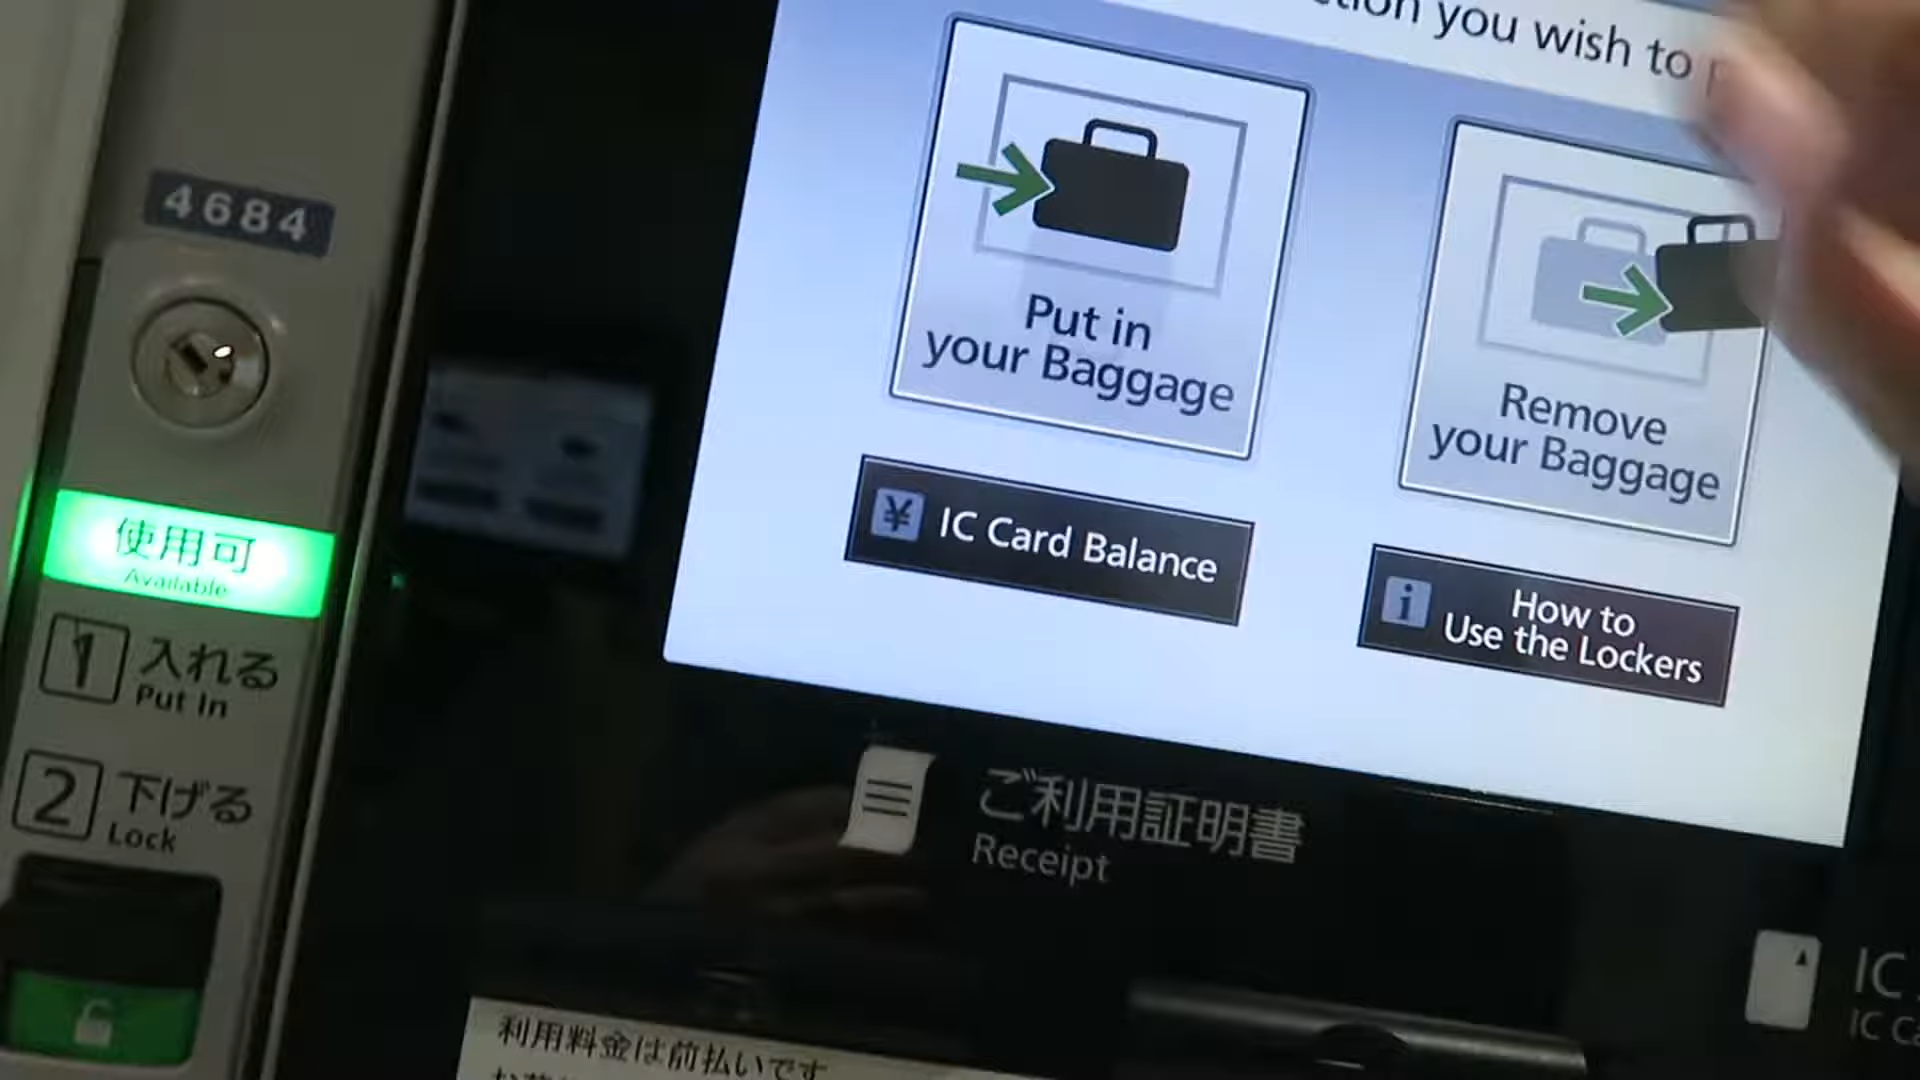 4684
使用可
Available
1 入れる
Put In
2 下げる
Lock
you wish to
Put in
your Baggage
Remove
your Baggage
¥ IC Card Balance
i How to
Use the Lockers
ご利用証明書
Receipt
IC
IC
利用料金は前払いです